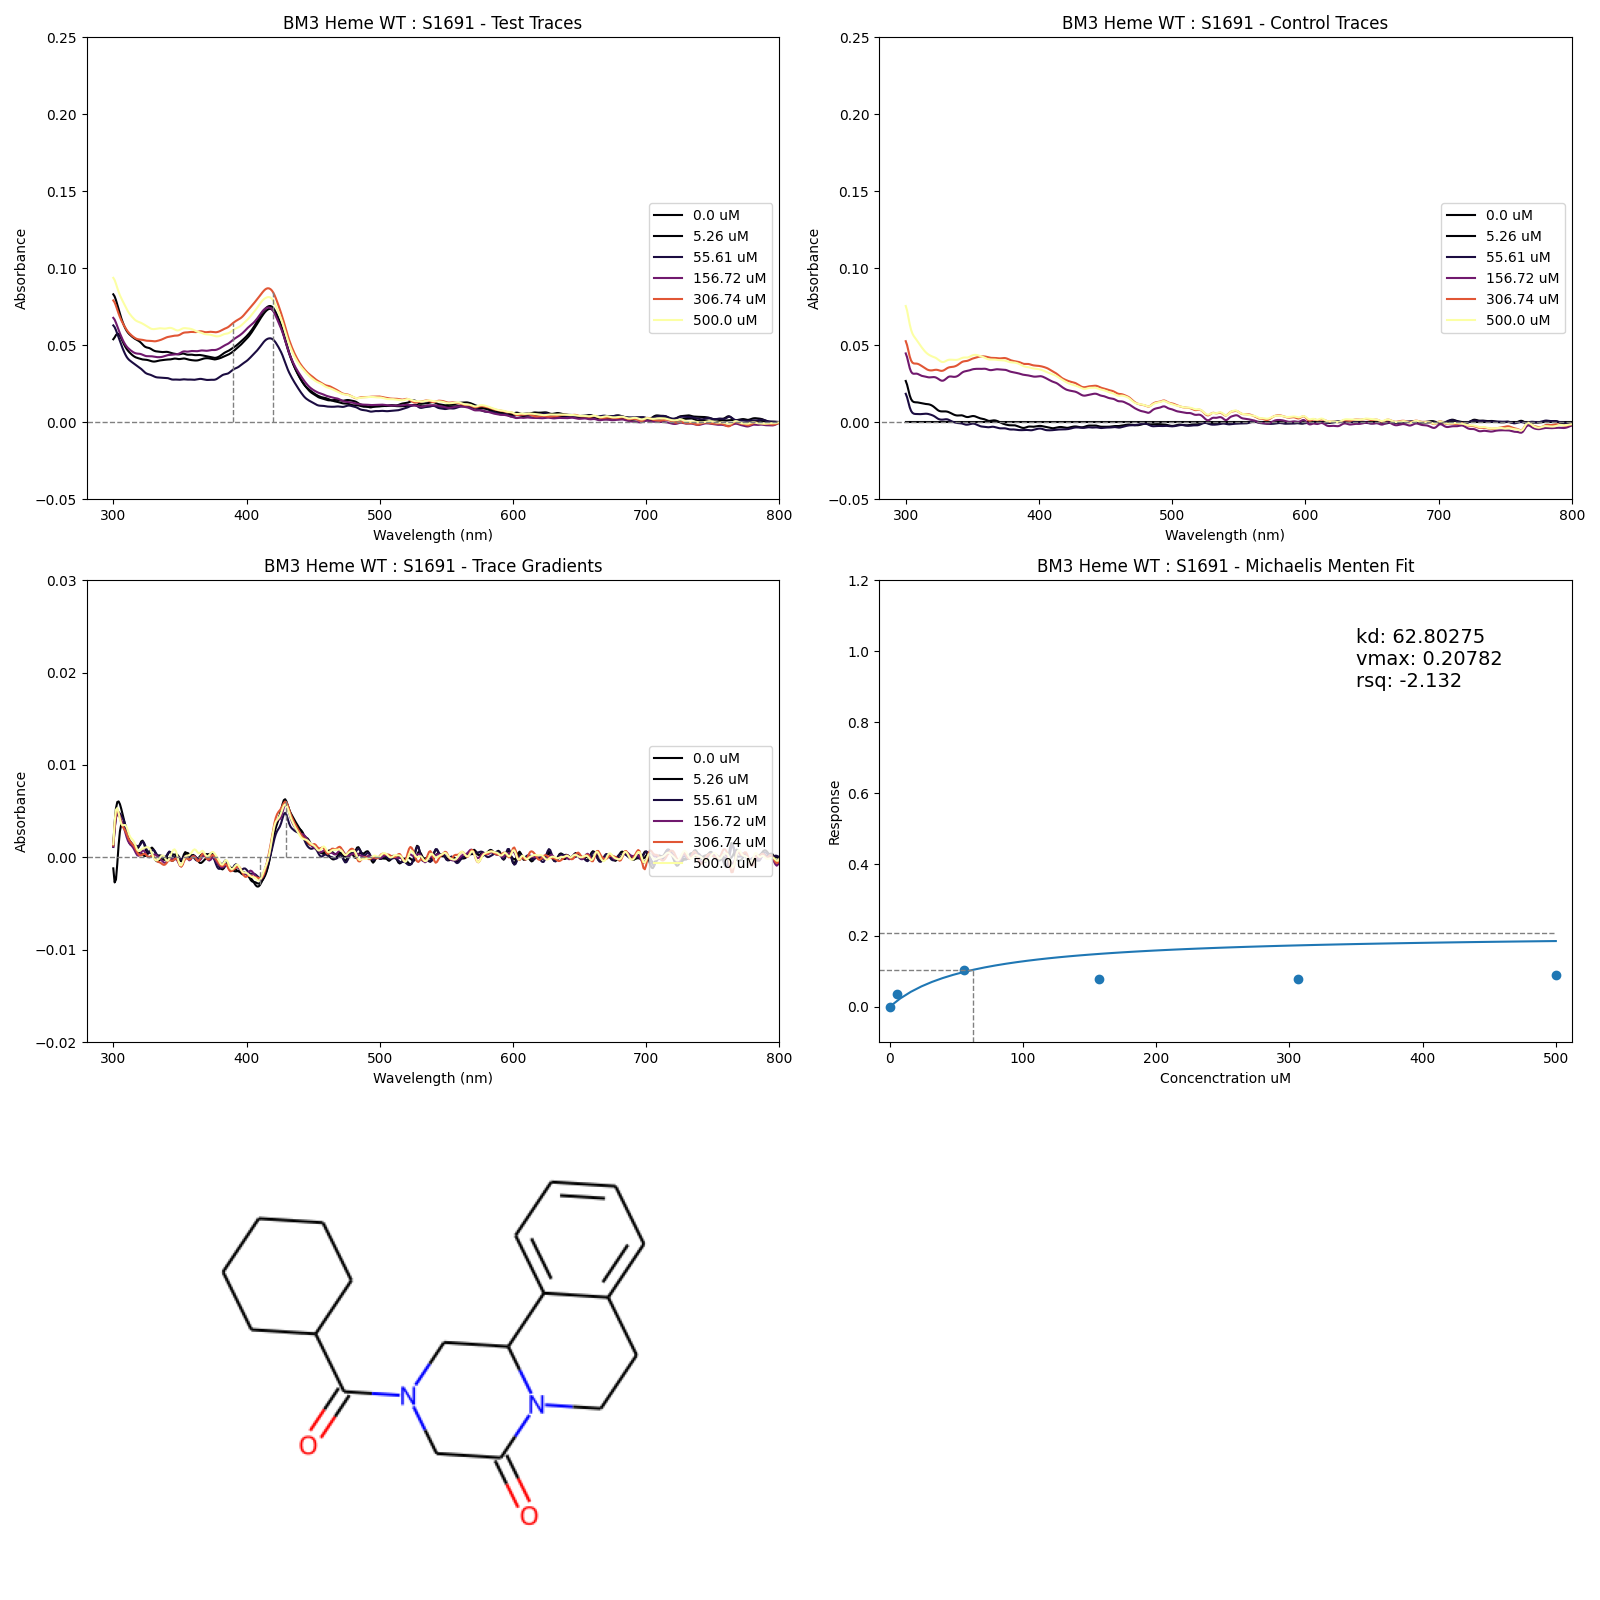 BM3 Heme WT : S1691 - Test Traces
Absorbance
0.25
0.20
0.15
0.10
0.05
0.00
−0.05
300 400 500 600 700 800
Wavelength (nm)
0.0 uM
5.26 uM
55.61 uM
156.72 uM
306.74 uM
500.0 uM
BM3 Heme WT : S1691 - Control Traces
Absorbance
0.25
0.20
0.15
0.10
0.05
0.00
−0.05
300 400 500 600 700 800
Wavelength (nm)
0.0 uM
5.26 uM
55.61 uM
156.72 uM
306.74 uM
500.0 uM
BM3 Heme WT : S1691 - Trace Gradients
Absorbance
0.03
0.02
0.01
0.00
−0.01
−0.02
300 400 500 600 700 800
Wavelength (nm)
0.0 uM
5.26 uM
55.61 uM
156.72 uM
306.74 uM
500.0 uM
BM3 Heme WT : S1691 - Michaelis Menten Fit
Response
1.2
1.0
0.8
0.6
0.4
0.2
0.0
0 100 200 300 400 500
Concenctration uM
kd: 62.80275
vmax: 0.20782
rsq: -2.132
N
N
O
O